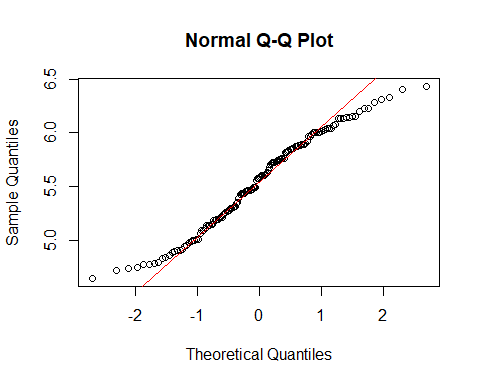 Normal Q-Q Plot
6.5
6.0
5.5
5.0
Sample Quantiles
-2 -1 0 1 2
Theoretical Quantiles